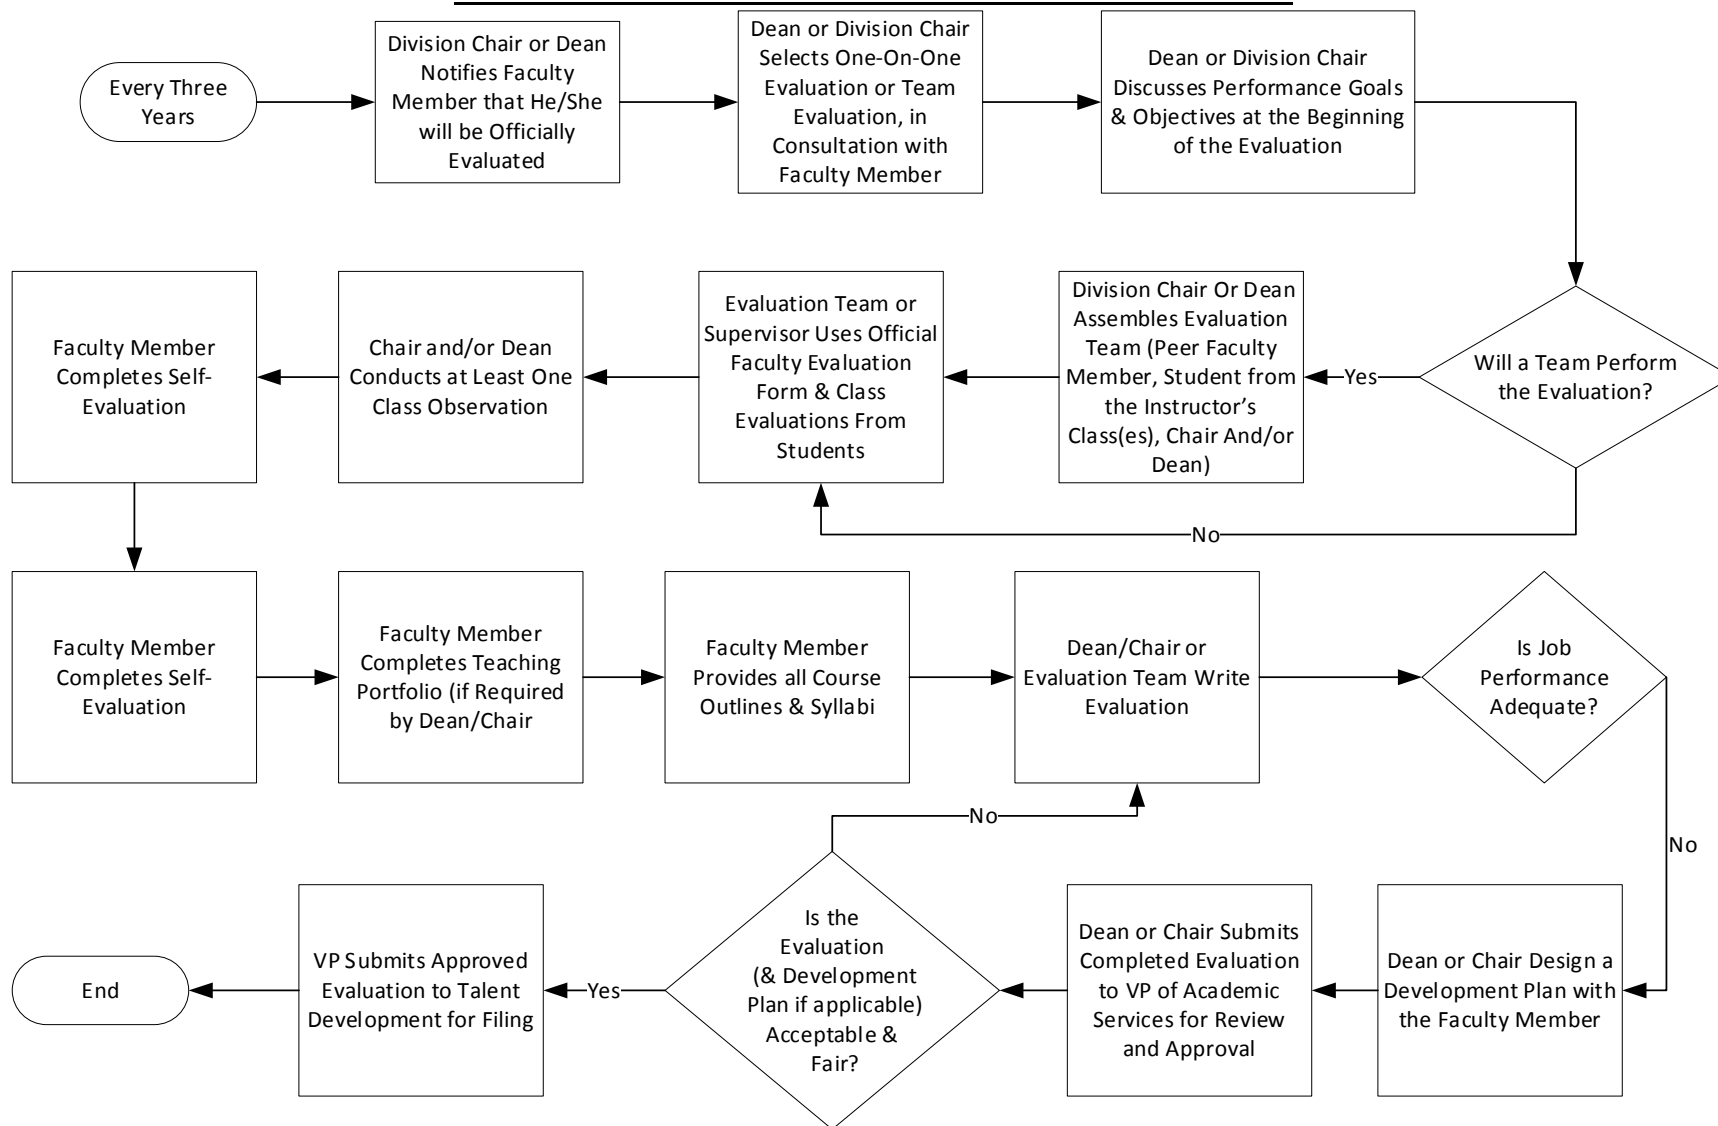 Every Three
Years
Division Chair or Dean
Notifies Faculty
Member that He/She
will be Officially
Evaluated
Dean or Division Chair
Selects One-On-One
Evaluation or Team
Evaluation, in
Consultation with
Faculty Member
Dean or Division Chair
Discusses Performance Goals
& Objectives at the Beginning
of the Evaluation
Will a Team Perform
the Evaluation?
Yes
No
Division Chair Or Dean
Assembles Evaluation
Team (Peer Faculty
Member, Student from
the Instructor’s
Class(es), Chair And/or
Dean)
Evaluation Team or
Supervisor Uses Official
Faculty Evaluation
Form & Class
Evaluations From
Students
Chair and/or Dean
Conducts at Least One
Class Observation
Faculty Member
Completes Self-
Evaluation
Faculty Member
Completes Self-
Evaluation
Faculty Member
Completes Teaching
Portfolio (if Required
by Dean/Chair
Faculty Member
Provides all Course
Outlines & Syllabi
Dean/Chair or
Evaluation Team Write
Evaluation
Is Job
Performance
Adequate?
No
Dean or Chair Design a
Development Plan with
the Faculty Member
Dean or Chair Submits
Completed Evaluation
to VP of Academic
Services for Review
and Approval
Is the
Evaluation
(& Development
Plan if applicable)
Acceptable &
Fair?
No
Yes
VP Submits Approved
Evaluation to Talent
Development for Filing
End